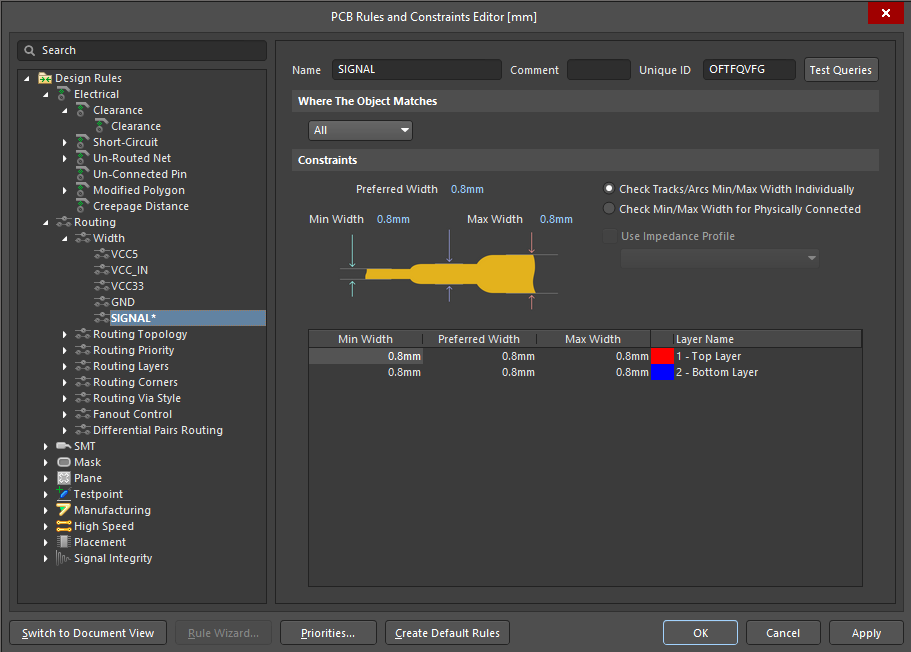 PCB Rules and Constraints Editor [mm]
Search
Design Rules
Electrical
Clearance
Clearance
Short-Circuit
Un-Routed Net
Un-Connected Pin
Modified Polygon
Creepage Distance
Routing
Width
VCC5
VCC_IN
VCC33
GND
SIGNAL*
Routing Topology
Routing Priority
Routing Layers
Routing Corners
Routing Via Style
Fanout Control
Differential Pairs Routing
SMT
Mask
Plane
Testpoint
Manufacturing
High Speed
Placement
Signal Integrity
Name SIGNAL Comment Unique ID OFTFQVFG Test Queries
Where The Object Matches
All
Constraints
Preferred Width 0.8mm
Min Width 0.8mm Max Width 0.8mm
Check Tracks/Arcs Min/Max Width Individually
Check Min/Max Width for Physically Connected
Use Impedance Profile
Min Width Preferred Width Max Width Layer Name
0.8mm 0.8mm 0.8mm 1 - Top Layer
0.8mm 0.8mm 0.8mm 2 - Bottom Layer
Switch to Document View Rule Wizard... Priorities... Create Default Rules OK Cancel Apply